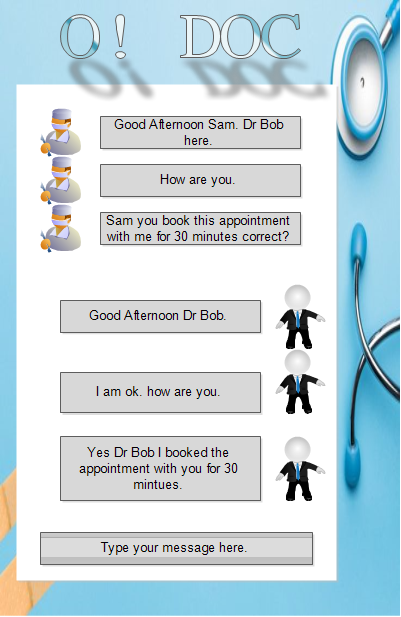 O! DOC
Good Afternoon Sam. Dr Bob
here.
How are you.
Sam you book this appointment
with me for 30 minutes correct?
Good Afternoon Dr Bob.
I am ok. how are you.
Yes Dr Bob I booked the
appointment with you for 30
mintues.
Type your message here.